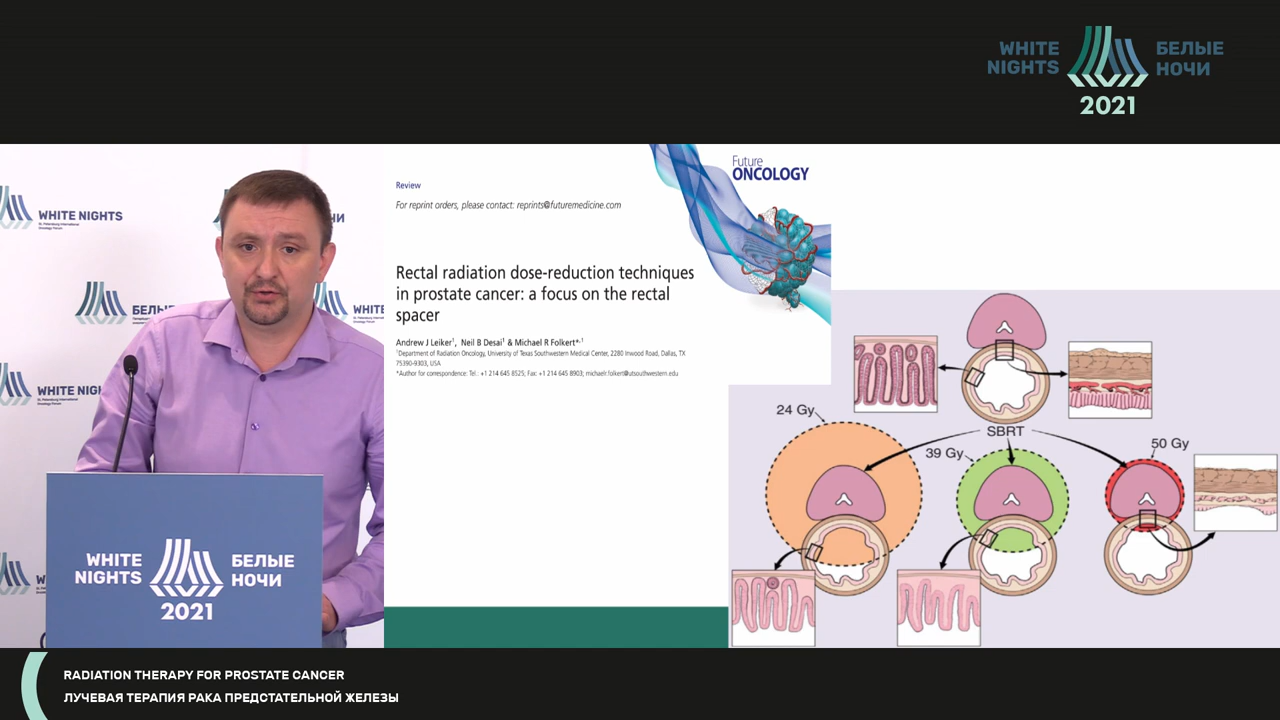 WHITE NIGHTS
БЕЛЫЕ НОЧИ
2021
WHITE NIGHTS
БЕЛЫ
WHITE
WHITE NIGH
WHITE NIGHTS
БЕЛЫЕ НОЧИ
2021
Review
For reprint orders, please contact: reprints@futuremedicine.com
Future
ONCOLOGY
Rectal radiation dose-reduction techniques
in prostate cancer: a focus on the rectal
spacer
Andrew J Leiker¹, Neil B Desai¹ & Michael R Folkert*,¹
¹Department of Radiation Oncology, University of Texas Southwestern Medical Center, 2280 Inwood Road, Dallas, TX
75390-9303, USA
*Author for correspondence: Tel.: +1 214 645 8525; Fax: +1 214 645 8903; michael.folkert@utsouthwestern.edu
SBRT
24 Gy
39 Gy
50 Gy
RADIATION THERAPY FOR PROSTATE CANCER
ЛУЧЕВАЯ ТЕРАПИЯ РАКА ПРЕДСТАТЕЛЬНОЙ ЖЕЛЕЗЫ